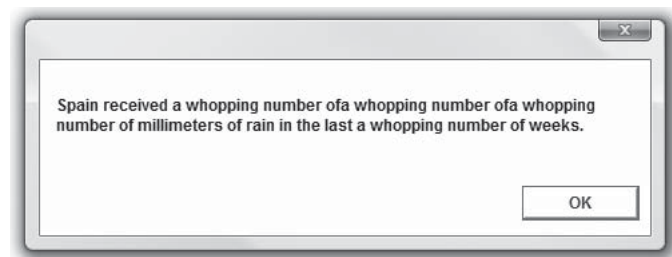 Spain received a whopping number ofa whopping number ofa whopping
number of millimeters of rain in the last a whopping number of weeks.
OK